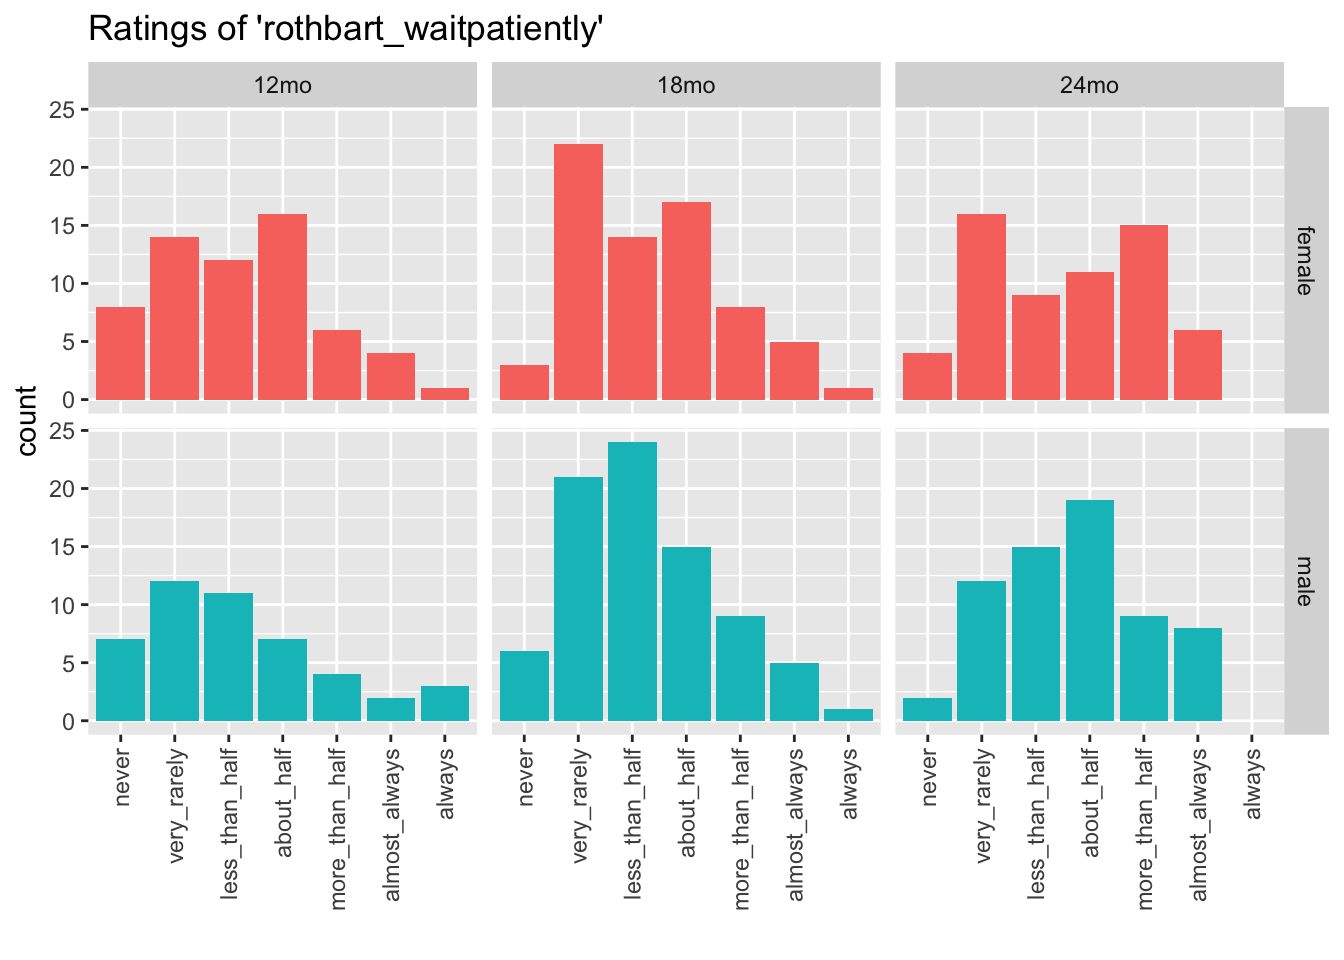 Ratings of 'rothbart_waitpatiently'
12mo 18mo 24mo
25
20
15
10
5
0
female
count
25
20
15
10
5
0
male
never very_rarely less_than_half about_half more_than_half almost_always always never very_rarely less_than_half about_half more_than_half almost_always always never very_rarely less_than_half about_half more_than_half almost_always always